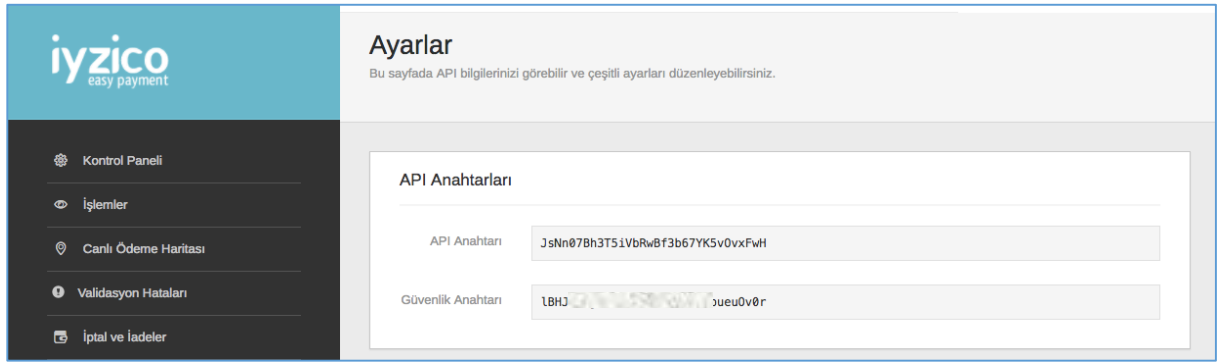 iyzico
easy payment
Ayarlar
Bu sayfada API bilgilerinizi görebilir ve çeşitli ayarları düzenleyebilirsiniz.
Kontrol Paneli
İşlemler
Canlı Ödeme Haritası
Validasyon Hataları
İptal ve İadeler
API Anahtarları
API Anahtarı
JsNn07Bh3T5iVbRwBf3b67YK5vOvxFwH
Güvenlik Anahtarı